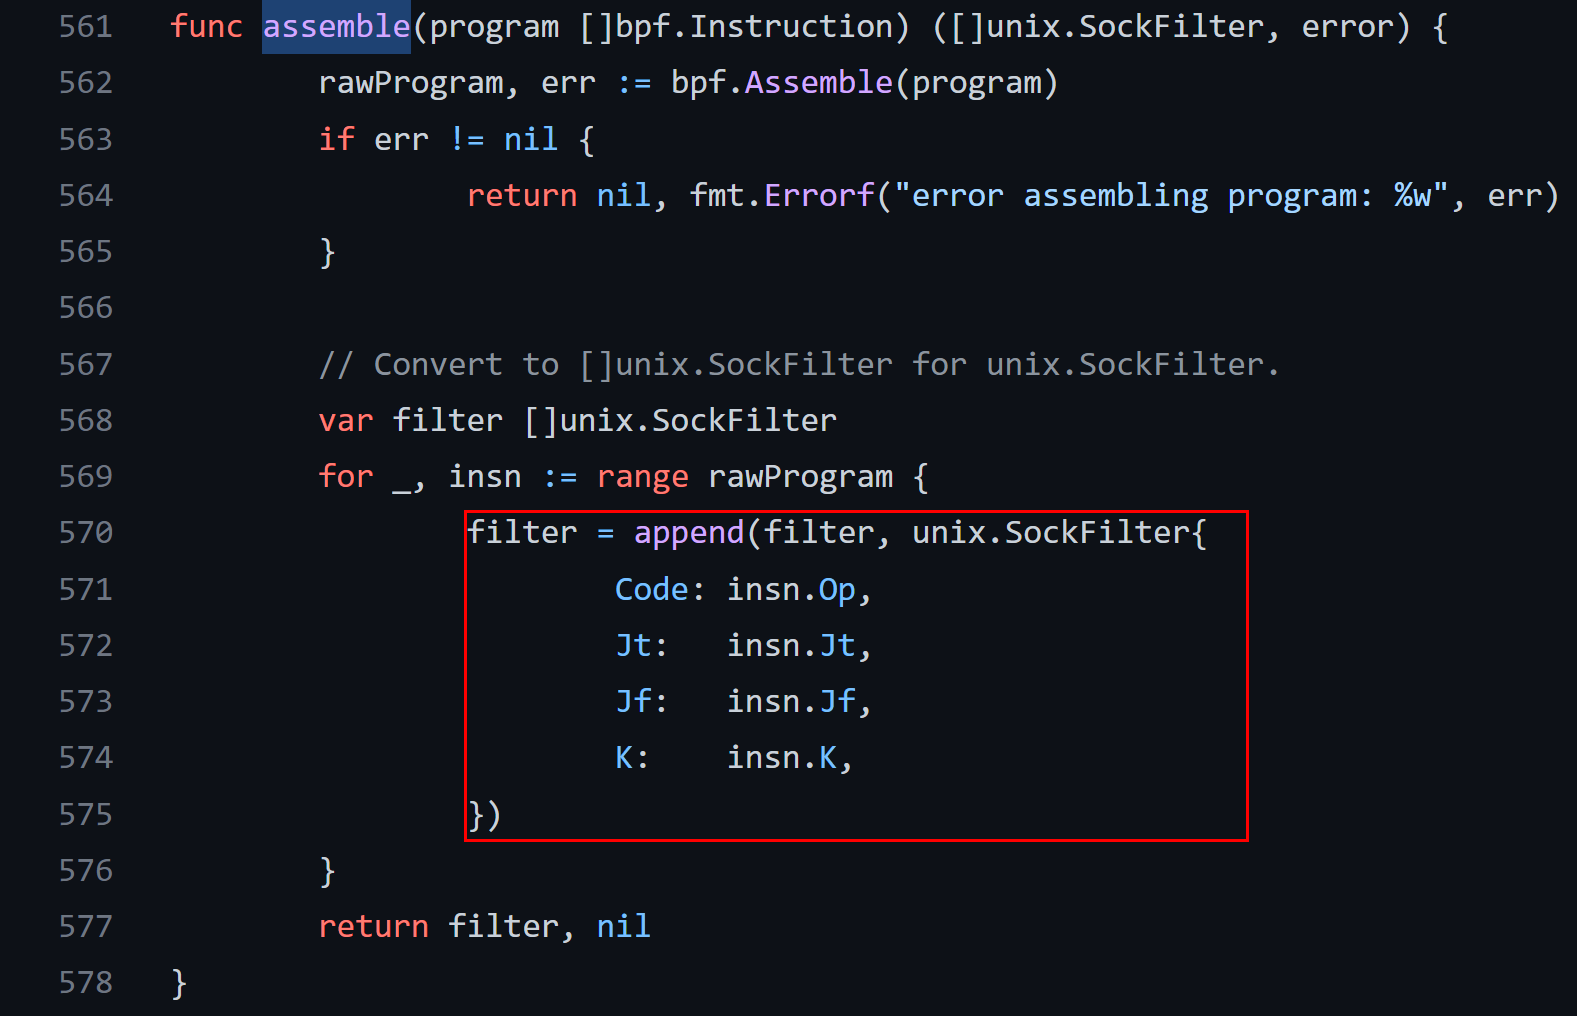 561 func assemble(program []bpf.Instruction) ([]unix.SockFilter, error) {
562 rawProgram, err := bpf.Assemble(program)
563 if err != nil {
564 return nil, fmt.Errorf("error assembling program: %w", err)
565 }
566
567 // Convert to []unix.SockFilter for unix.SockFilter.
568 var filter []unix.SockFilter
569 for _, insn := range rawProgram {
570 filter = append(filter, unix.SockFilter{
571 Code: insn.Op,
572 Jt:   insn.Jt,
573 Jf:   insn.Jf,
574 K:    insn.K,
575 })
576 }
577 return filter, nil
578 }